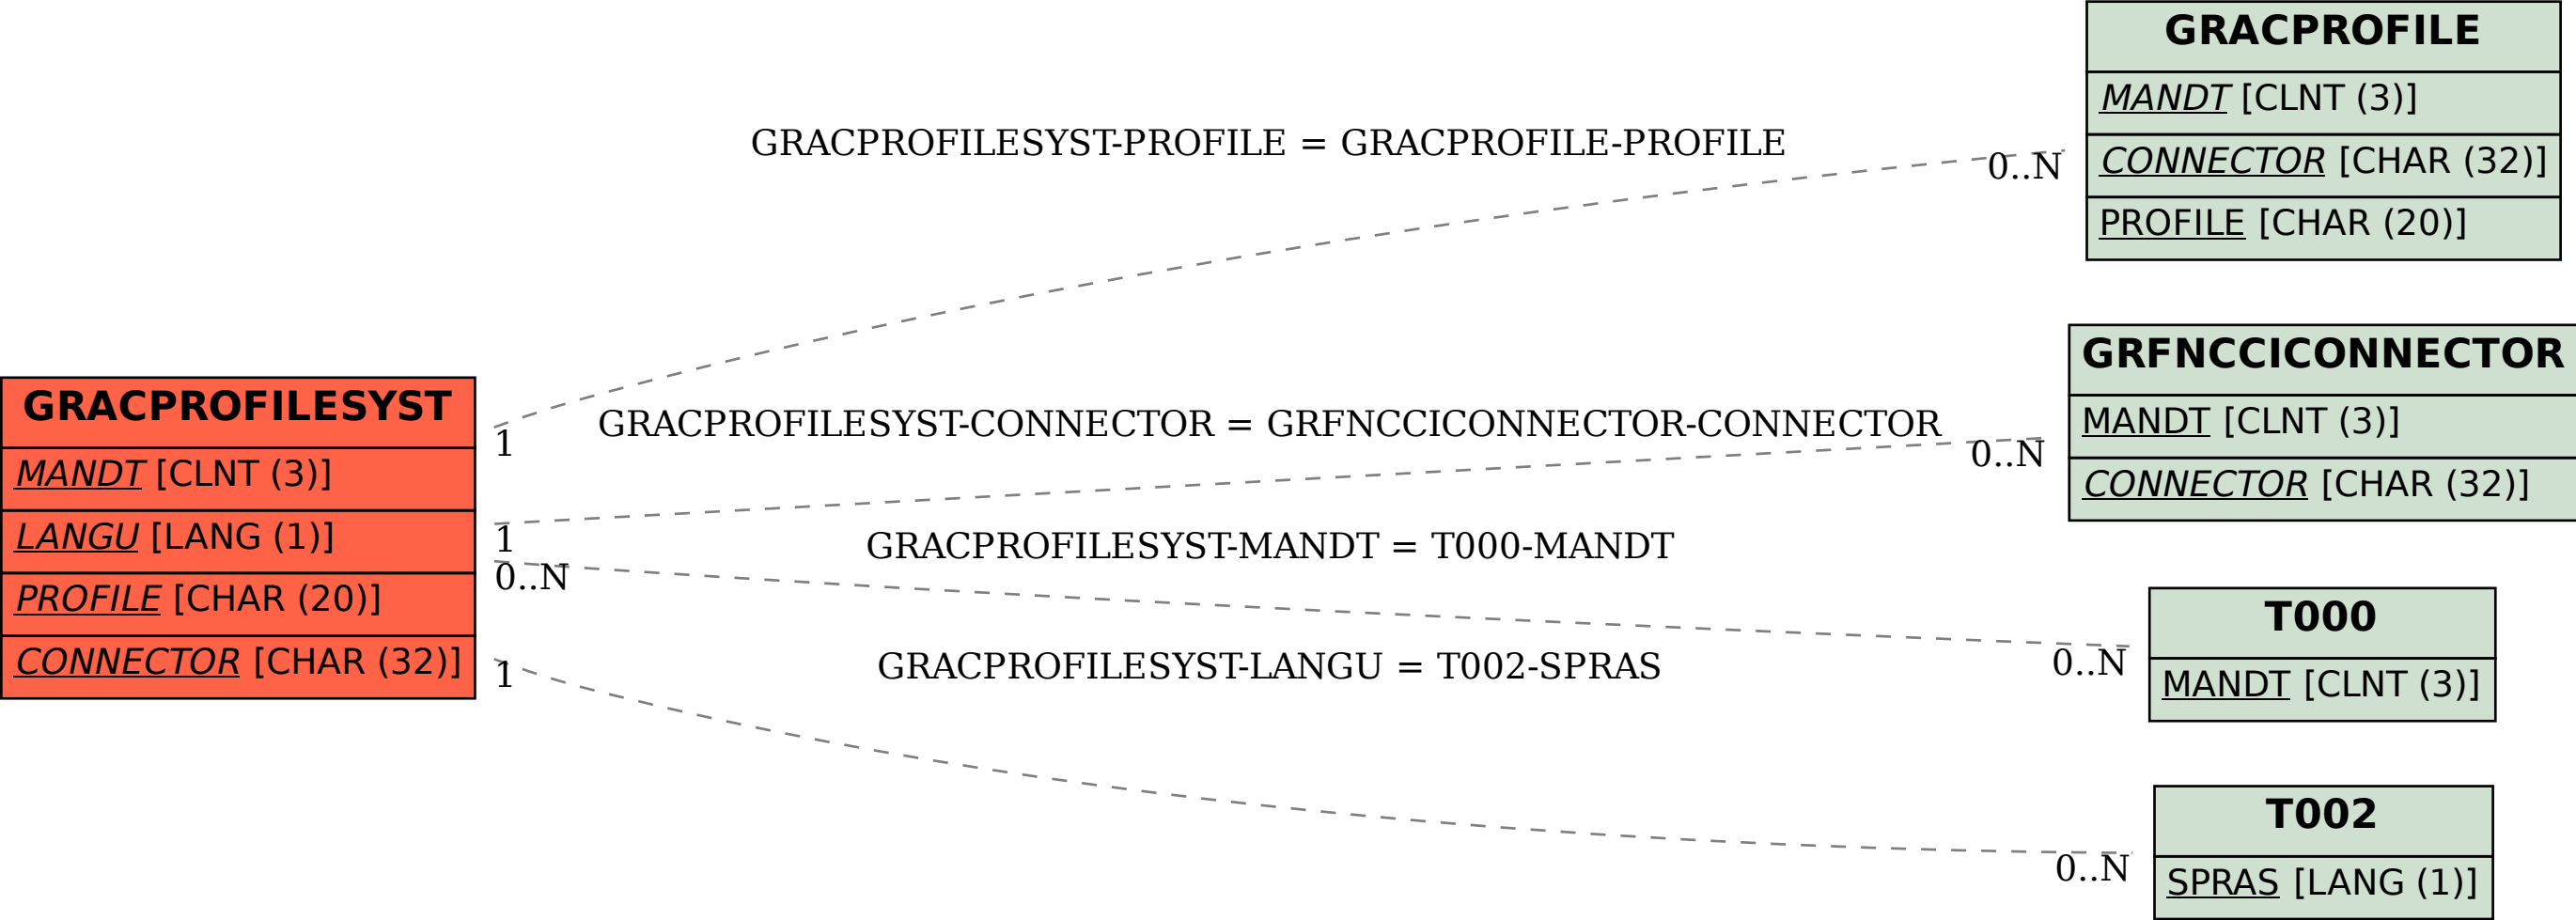 GRACPROFILE
MANDT [CLNT (3)]
CONNECTOR [CHAR (32)]
PROFILE [CHAR (20)]
GRACPROFILESYST-PROFILE = GRACPROFILE-PROFILE
0..N
1
GRFNCCICONNECTOR
MANDT [CLNT (3)]
CONNECTOR [CHAR (32)]
GRACPROFILESYST
MANDT [CLNT (3)]
LANGU [LANG (1)]
PROFILE [CHAR (20)]
CONNECTOR [CHAR (32)]
GRACPROFILESYST-CONNECTOR = GRFNCCICONNECTOR-CONNECTOR
0..N
1
GRACPROFILESYST-MANDT = T000-MANDT
0..N
0..N
T000
MANDT [CLNT (3)]
GRACPROFILESYST-LANGU = T002-SPRAS
1
0..N
T002
SPRAS [LANG (1)]